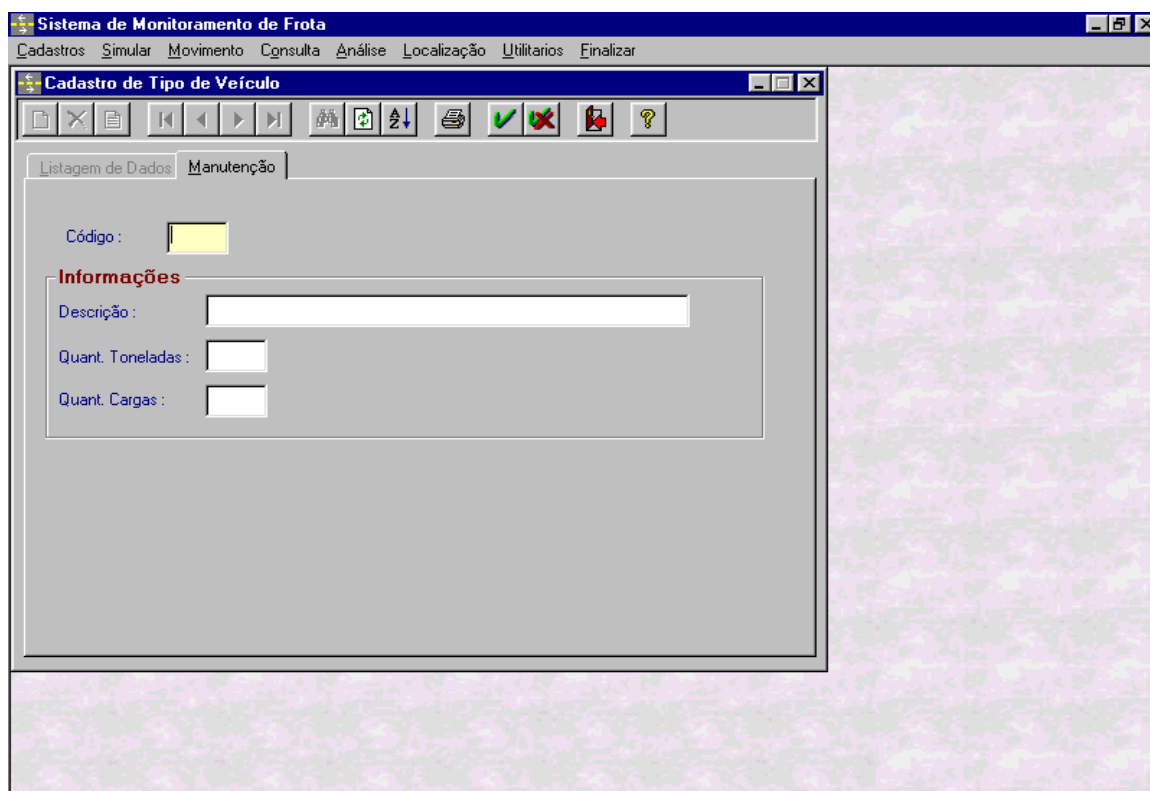 Sistema de Monitoramento de Frota
Cadastros Simular Movimento Consulta Análise Localização Utilitarios Finalizar
Cadastro de Tipo de Veículo
Listagem de Dados Manutenção
Código :
Informações
Descrição :
Quant. Toneladas :
Quant. Cargas :